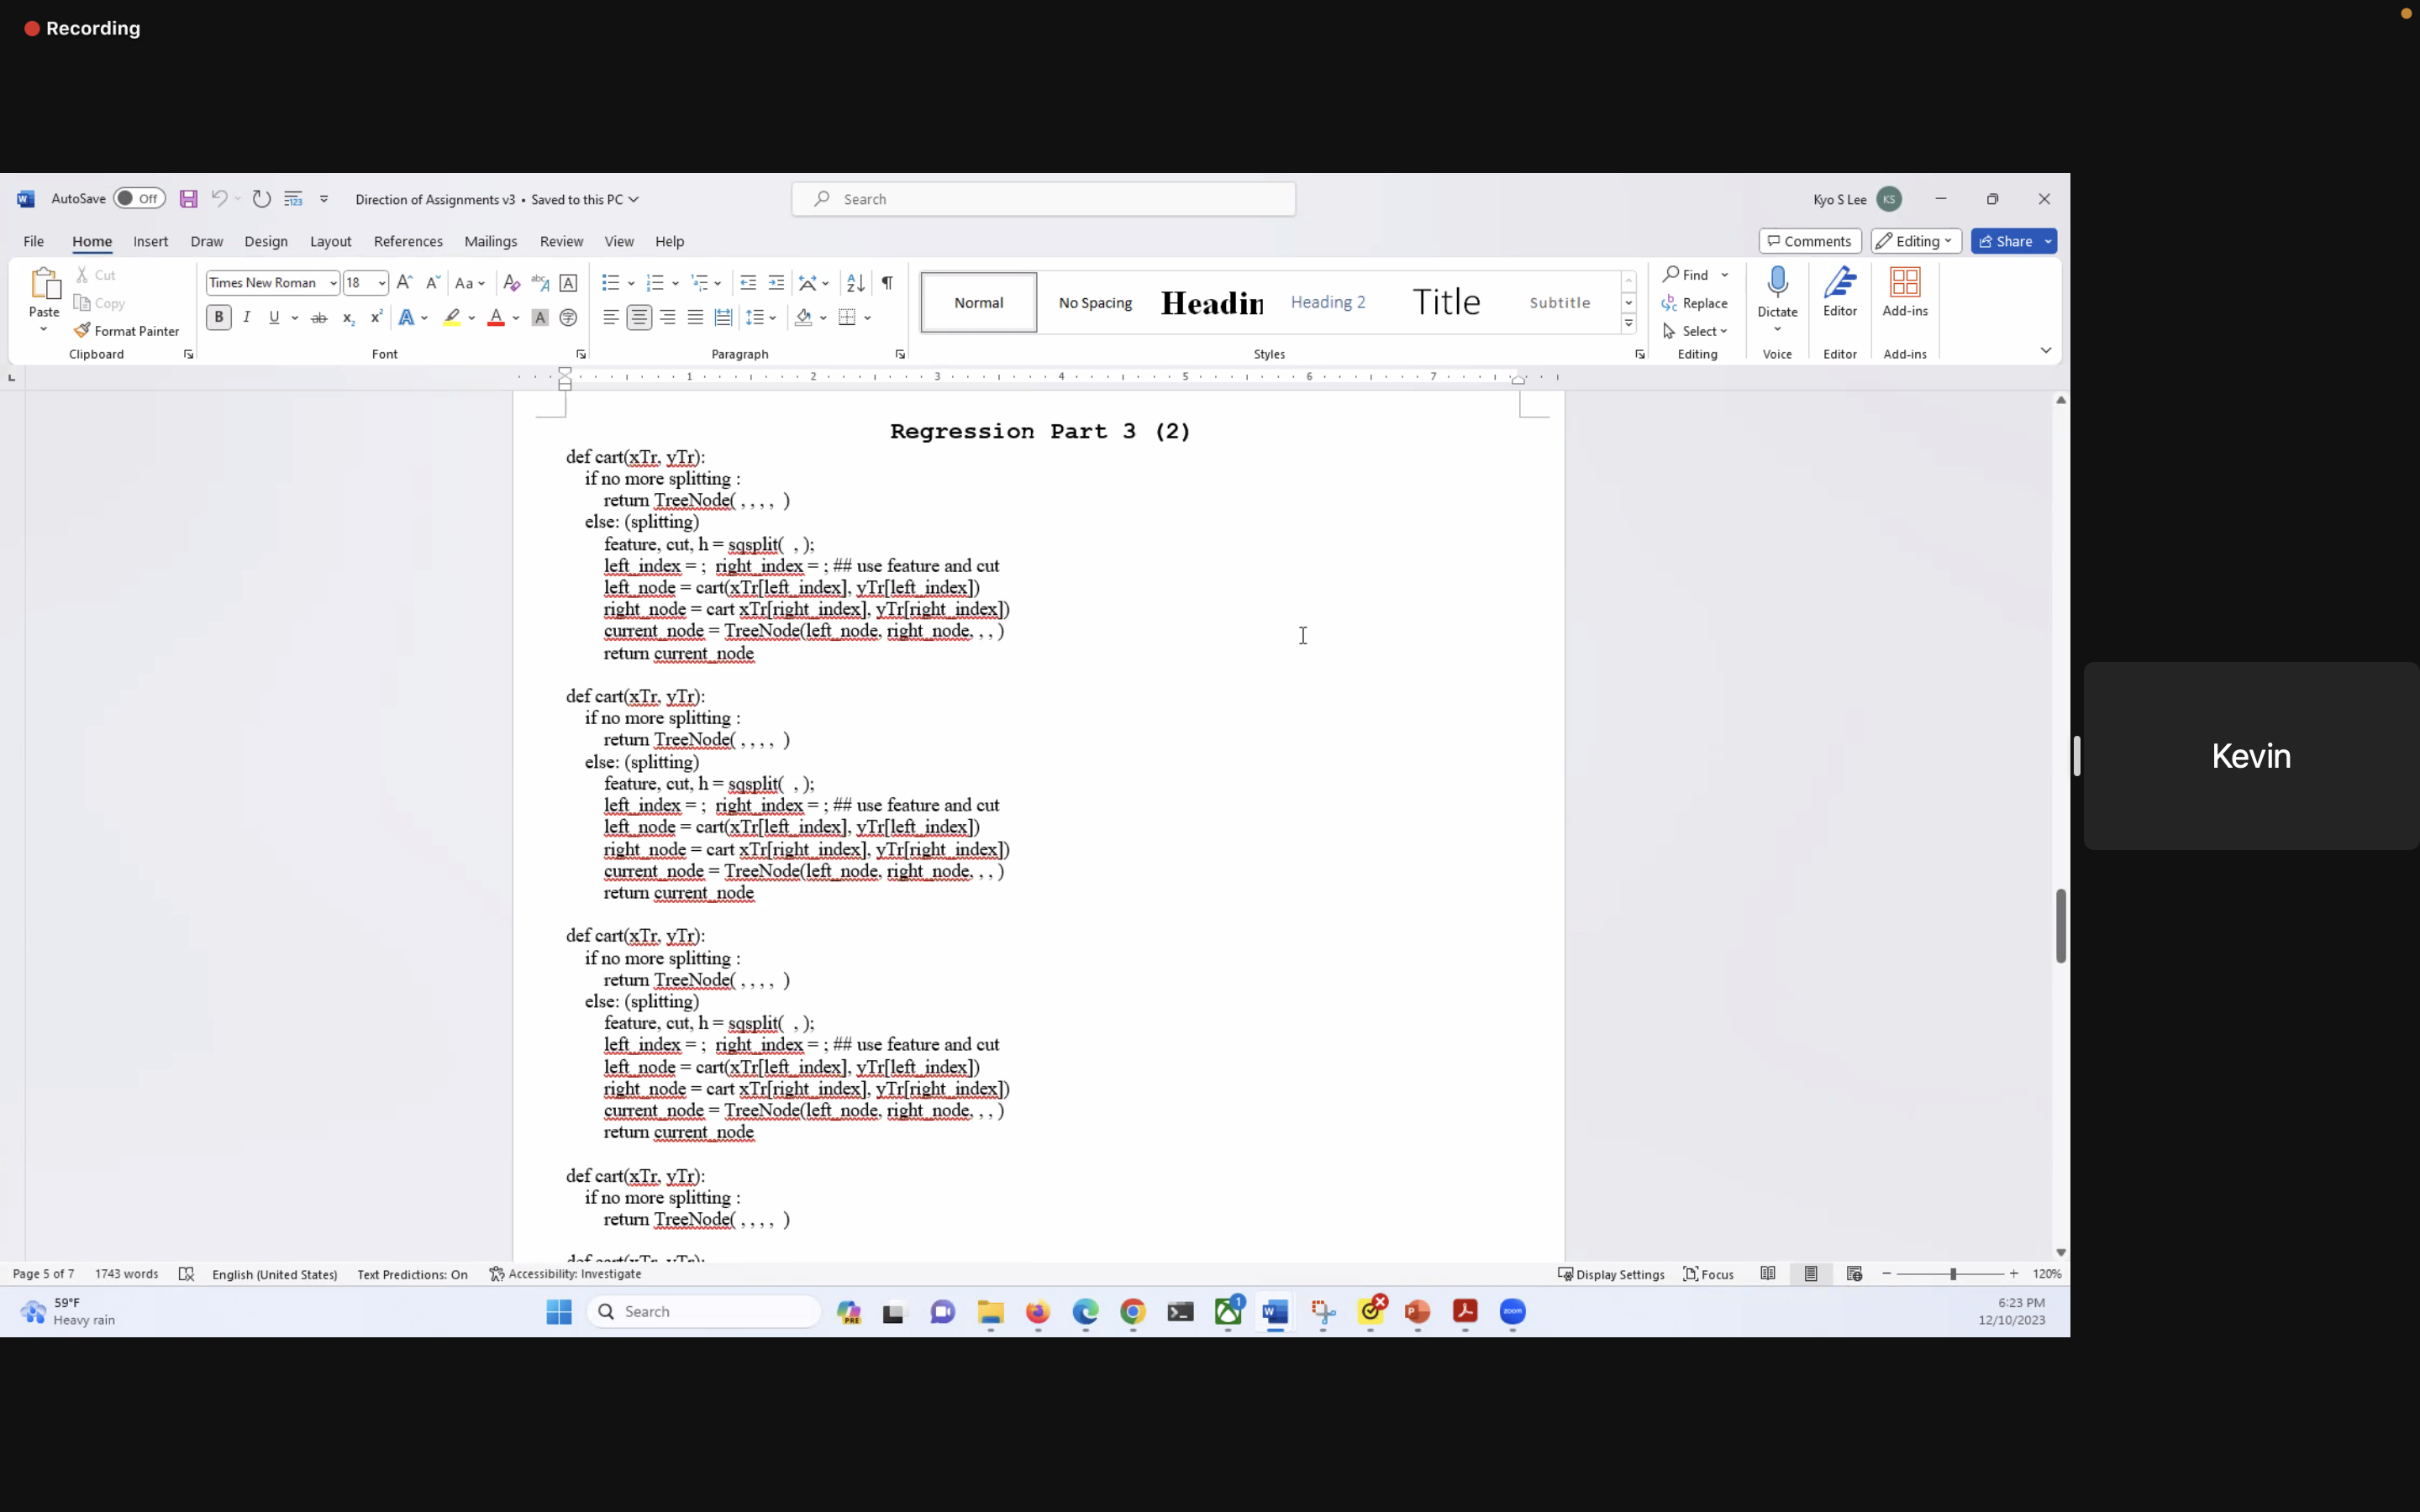 Recording
AutoSave Off Direction of Assignments v3 • Saved to this PC Search Kyo S Lee KS
File Home Insert Draw Design Layout References Mailings Review View Help Comments Editing Share
Paste Cut Copy Format Painter Clipboard
Times New Roman 18 Font
Paragraph
Normal No Spacing Headin Heading 2 Title Subtitle Styles
Find Replace Select Editing
Dictate Voice
Editor Editor
Add-ins Add-ins
1 2 3 4 5 6 7
Regression Part 3 (2)
def cart(xTr, yTr):
if no more splitting :
return TreeNode( , , , , )
else: (splitting)
feature, cut, h = sqsplit( , );
left_index = ; right_index = ; ## use feature and cut
left_node = cart(xTr[left_index], yTr[left_index])
right_node = cart xTr[right_index], yTr[right_index])
current_node = TreeNode(left_node, right_node, , , )
return current_node
def cart(xTr, yTr):
if no more splitting :
return TreeNode( , , , , )
else: (splitting)
feature, cut, h = sqsplit( , );
left_index = ; right_index = ; ## use feature and cut
left_node = cart(xTr[left_index], yTr[left_index])
right_node = cart xTr[right_index], yTr[right_index])
current_node = TreeNode(left_node, right_node, , , )
return current_node
def cart(xTr, yTr):
if no more splitting :
return TreeNode( , , , , )
else: (splitting)
feature, cut, h = sqsplit( , );
left_index = ; right_index = ; ## use feature and cut
left_node = cart(xTr[left_index], yTr[left_index])
right_node = cart xTr[right_index], yTr[right_index])
current_node = TreeNode(left_node, right_node, , , )
return current_node
def cart(xTr, yTr):
if no more splitting :
return TreeNode( , , , , )
Kevin
Page 5 of 7 1743 words English (United States) Text Predictions: On Accessibility: Investigate Display Settings Focus 120%
59°F
Heavy rain
Search
6:23 PM
12/10/2023